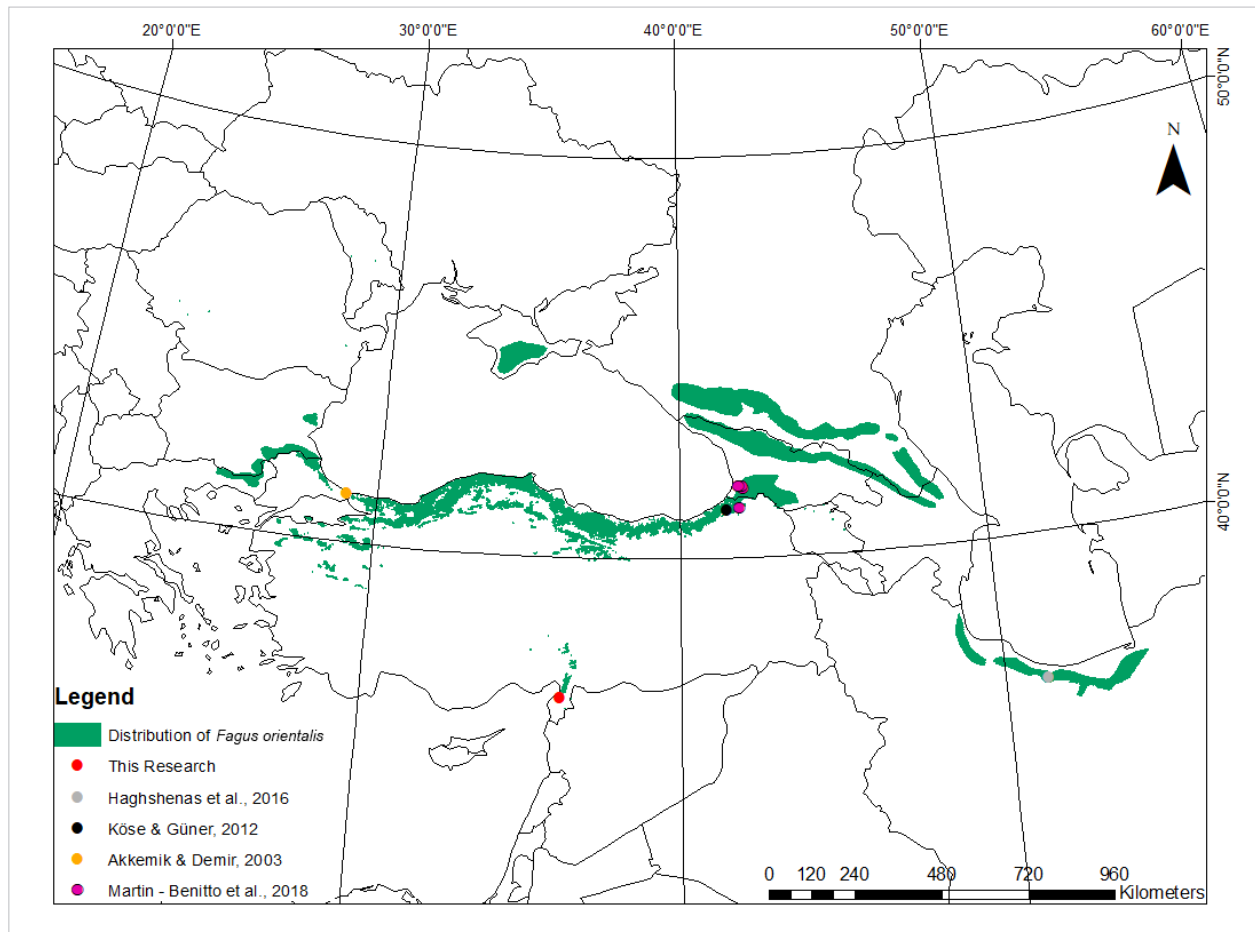 20°0'0"E 30°0'0"E 40°0'0"E 50°0'0"E 60°0'0"E
50°0'0"N
N
40°0'0"N
Legend
Distribution of Fagus orientalis
This Research
Haghshenas et al., 2016
Köse & Güner, 2012
Akkemik & Demir, 2003
Martin - Benitto et al., 2018
0 120 240 480 720 960
Kilometers